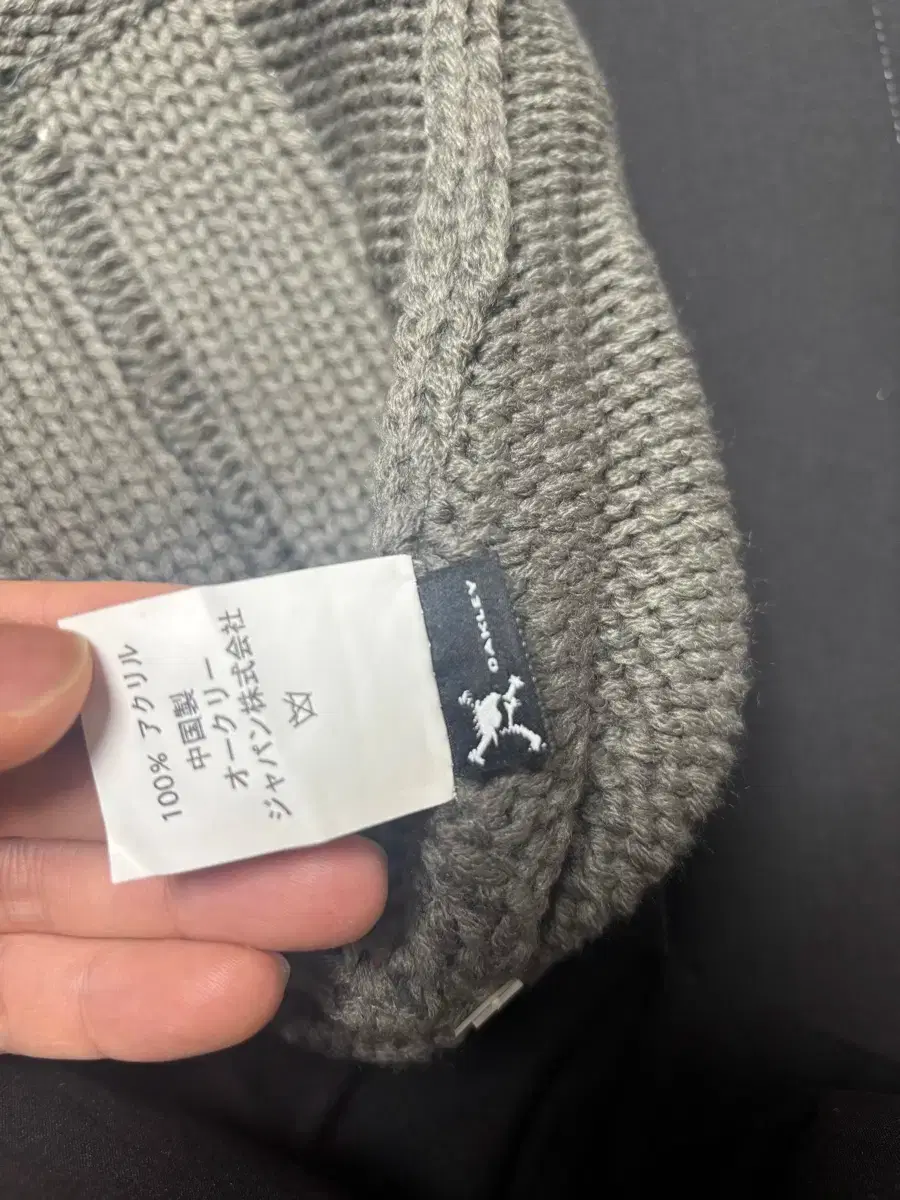 100% アクリル
中国製
オークリー
ジャパン株式会社
OAKLEY